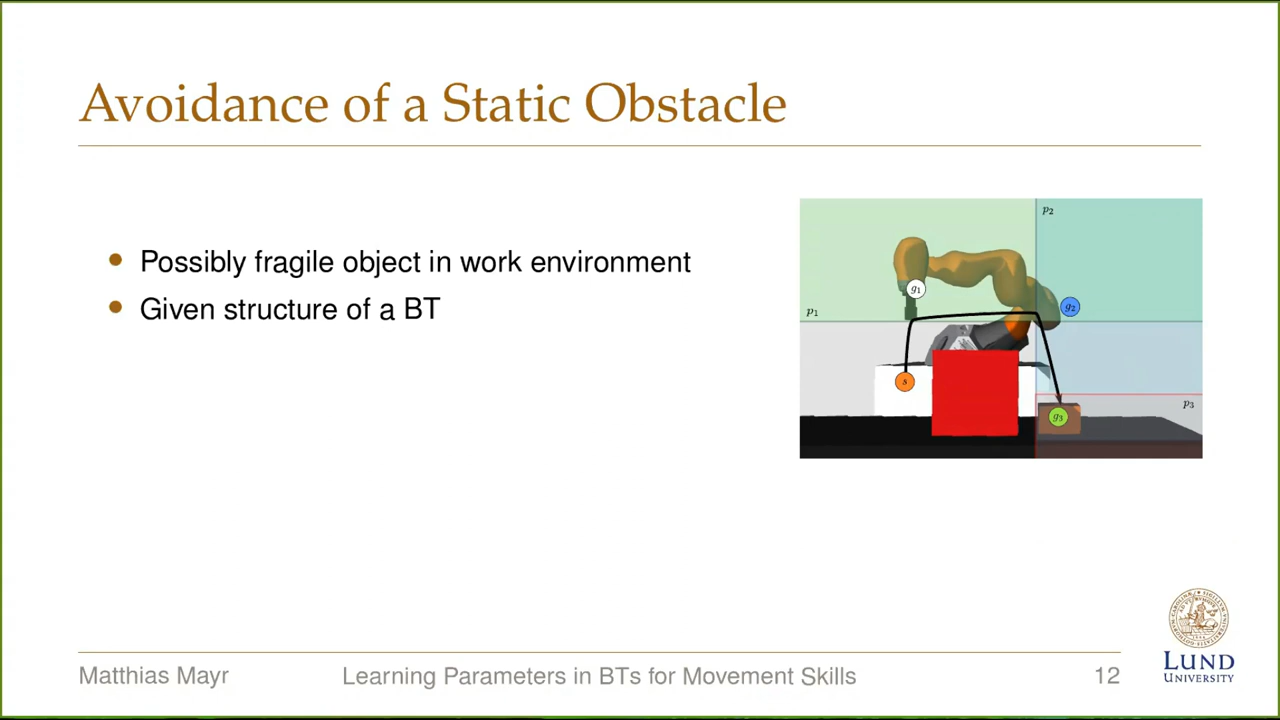 Avoidance of a Static Obstacle
Possibly fragile object in work environment
Given structure of a BT
p2
g1
g2
p1
s
p3
g3
Matthias Mayr
Learning Parameters in BTs for Movement Skills
12
LUND
UNIVERSITY